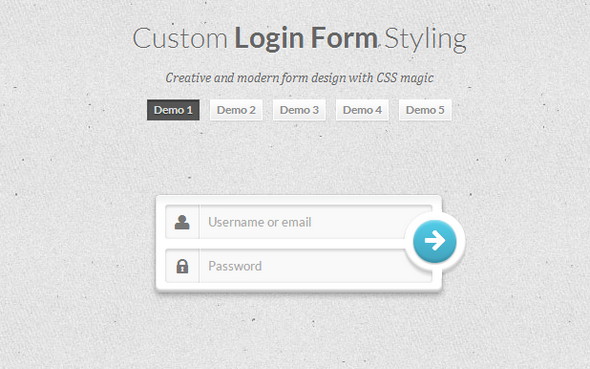 Custom Login Form Styling
Creative and modern form design with CSS magic
Demo 1 Demo 2 Demo 3 Demo 4 Demo 5
Username or email
Password